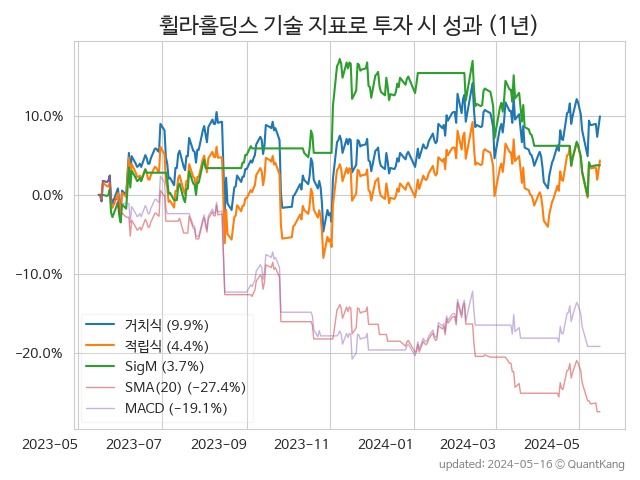 휠라홀딩스 기술 지표로 투자 시 성과 (1년)
10.0%
5.0%
0.0%
−10.0%
−20.0%
거치식 (9.9%)
적립식 (4.4%)
SigM (3.7%)
SMA(20) (−27.4%)
MACD (−19.1%)
2023−05
2023−07
2023−09
2023−11
2024−01
2024−03
2024−05
updated: 2024−05−16 © QuantKang